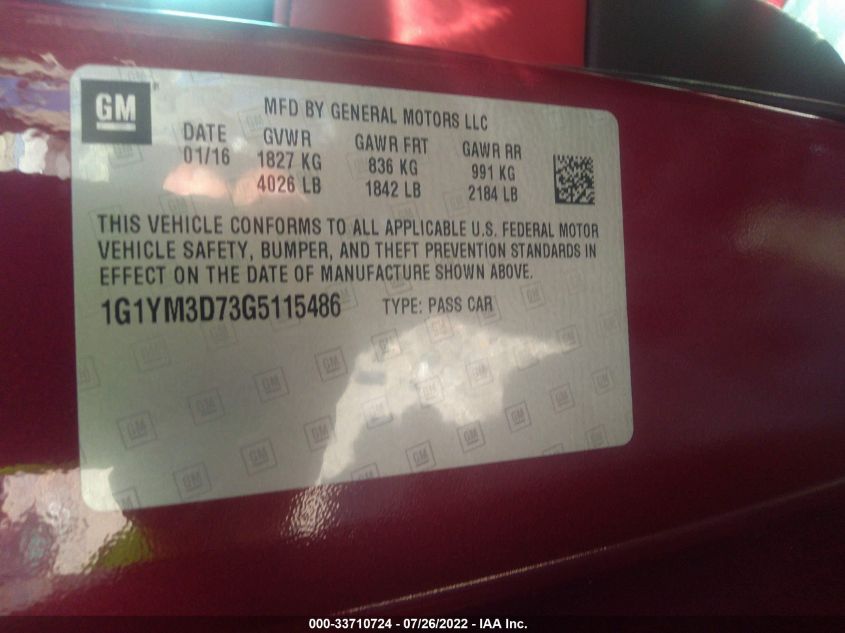 GM
MFD BY GENERAL MOTORS LLC
DATE GVWR GAWR FRT GAWR RR
01/16 1827 KG 836 KG 991 KG
4026 LB 1842 LB 2184 LB
THIS VEHICLE CONFORMS TO ALL APPLICABLE U.S. FEDERAL MOTOR
VEHICLE SAFETY, BUMPER, AND THEFT PREVENTION STANDARDS IN
EFFECT ON THE DATE OF MANUFACTURE SHOWN ABOVE.
1G1YM3D73G5115486 TYPE: PASS CAR
000-33710724 - 07/26/2022 - IAA Inc.